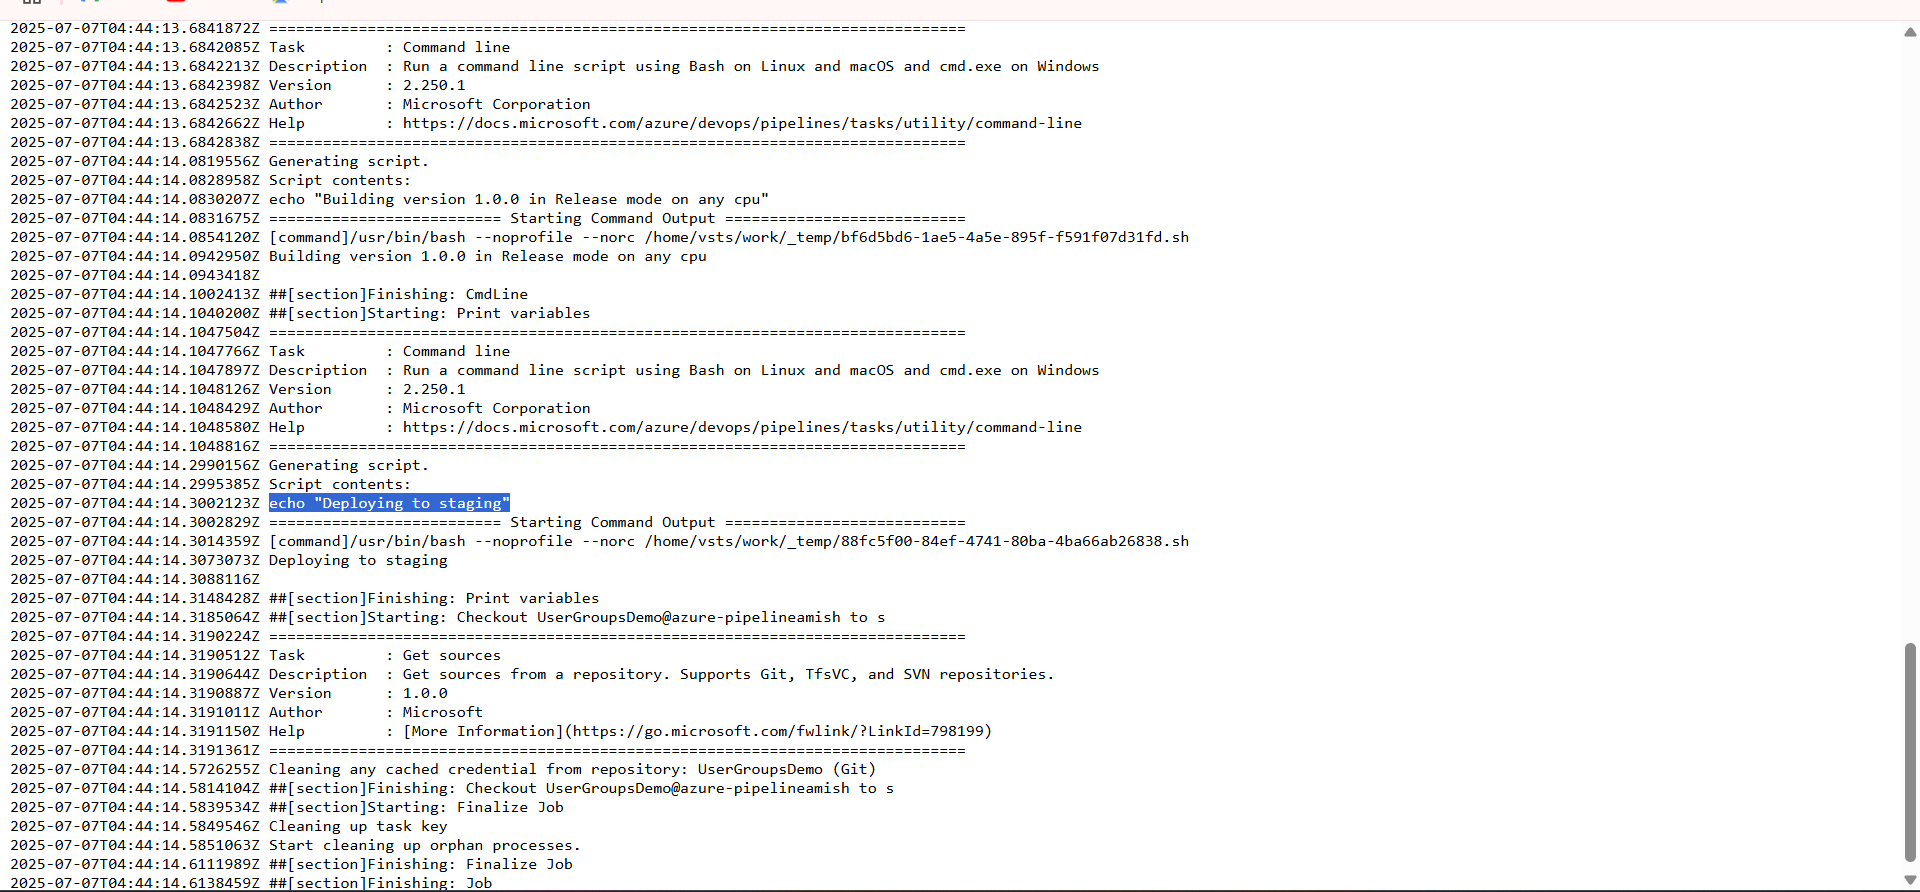 2025-07-07T04:44:13.6841872Z ==============================================================================
2025-07-07T04:44:13.6842085Z Task         : Command line
2025-07-07T04:44:13.6842213Z Description  : Run a command line script using Bash on Linux and macOS and cmd.exe on Windows
2025-07-07T04:44:13.6842398Z Version      : 2.250.1
2025-07-07T04:44:13.6842523Z Author       : Microsoft Corporation
2025-07-07T04:44:13.6842662Z Help         : https://docs.microsoft.com/azure/devops/pipelines/tasks/utility/command-line
2025-07-07T04:44:13.6842838Z ==============================================================================
2025-07-07T04:44:14.0819556Z Generating script.
2025-07-07T04:44:14.0828958Z Script contents:
2025-07-07T04:44:14.0830207Z echo "Building version 1.0.0 in Release mode on any cpu"
2025-07-07T04:44:14.0831675Z ========================== Starting Command Output ===========================
2025-07-07T04:44:14.0854120Z [command]/usr/bin/bash --noprofile --norc /home/vsts/work/_temp/bf6d5bd6-1ae5-4a5e-895f-f591f07d31fd.sh
2025-07-07T04:44:14.0942950Z Building version 1.0.0 in Release mode on any cpu
2025-07-07T04:44:14.0943418Z
2025-07-07T04:44:14.1002413Z ##[section]Finishing: CmdLine
2025-07-07T04:44:14.1040200Z ##[section]Starting: Print variables
2025-07-07T04:44:14.1047504Z ==============================================================================
2025-07-07T04:44:14.1047766Z Task         : Command line
2025-07-07T04:44:14.1047897Z Description  : Run a command line script using Bash on Linux and macOS and cmd.exe on Windows
2025-07-07T04:44:14.1048126Z Version      : 2.250.1
2025-07-07T04:44:14.1048429Z Author       : Microsoft Corporation
2025-07-07T04:44:14.1048580Z Help         : https://docs.microsoft.com/azure/devops/pipelines/tasks/utility/command-line
2025-07-07T04:44:14.1048816Z ==============================================================================
2025-07-07T04:44:14.2990156Z Generating script.
2025-07-07T04:44:14.2995385Z Script contents:
2025-07-07T04:44:14.3002123Z echo "Deploying to staging"
2025-07-07T04:44:14.3002829Z ========================== Starting Command Output ===========================
2025-07-07T04:44:14.3014359Z [command]/usr/bin/bash --noprofile --norc /home/vsts/work/_temp/88fc5f00-84ef-4741-80ba-4ba66ab26838.sh
2025-07-07T04:44:14.3073073Z Deploying to staging
2025-07-07T04:44:14.3088116Z
2025-07-07T04:44:14.3148428Z ##[section]Finishing: Print variables
2025-07-07T04:44:14.3185064Z ##[section]Starting: Checkout UserGroupsDemo@azure-pipelineamish to s
2025-07-07T04:44:14.3190224Z ==============================================================================
2025-07-07T04:44:14.3190512Z Task         : Get sources
2025-07-07T04:44:14.3190644Z Description  : Get sources from a repository. Supports Git, TfsVC, and SVN repositories.
2025-07-07T04:44:14.3190887Z Version      : 1.0.0
2025-07-07T04:44:14.3191011Z Author       : Microsoft
2025-07-07T04:44:14.3191150Z Help         : [More Information](https://go.microsoft.com/fwlink/?LinkId=798199)
2025-07-07T04:44:14.3191361Z ==============================================================================
2025-07-07T04:44:14.5726255Z Cleaning any cached credential from repository: UserGroupsDemo (Git)
2025-07-07T04:44:14.5814104Z ##[section]Finishing: Checkout UserGroupsDemo@azure-pipelineamish to s
2025-07-07T04:44:14.5839534Z ##[section]Starting: Finalize Job
2025-07-07T04:44:14.5849546Z Cleaning up task key
2025-07-07T04:44:14.5851063Z Start cleaning up orphan processes.
2025-07-07T04:44:14.6111989Z ##[section]Finishing: Finalize Job
2025-07-07T04:44:14.6138459Z ##[section]Finishing: Job